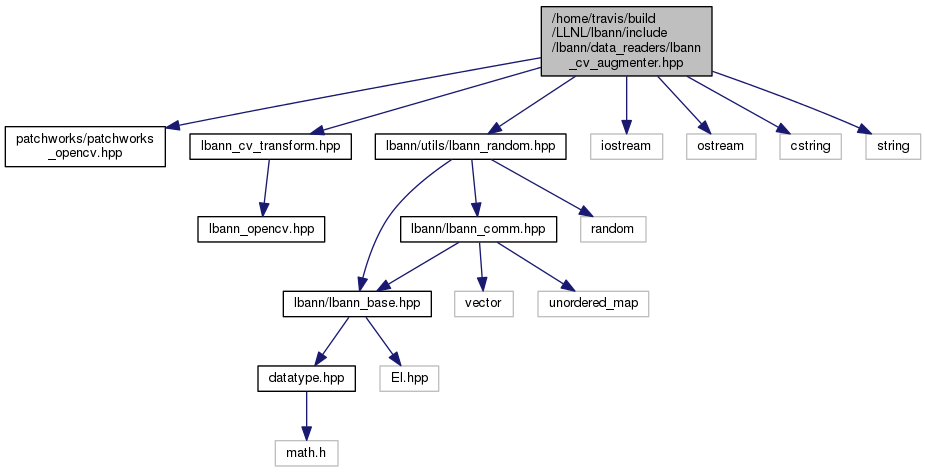 /home/travis/build
/LLNL/lbann/include
/lbann/data_readers/lbann
_cv_augmenter.hpp
patchworks/patchworks
_opencv.hpp
lbann_cv_transform.hpp
lbann/utils/lbann_random.hpp
iostream
ostream
cstring
string
lbann_opencv.hpp
lbann/lbann_comm.hpp
random
lbann/lbann_base.hpp
vector
unordered_map
datatype.hpp
El.hpp
math.h